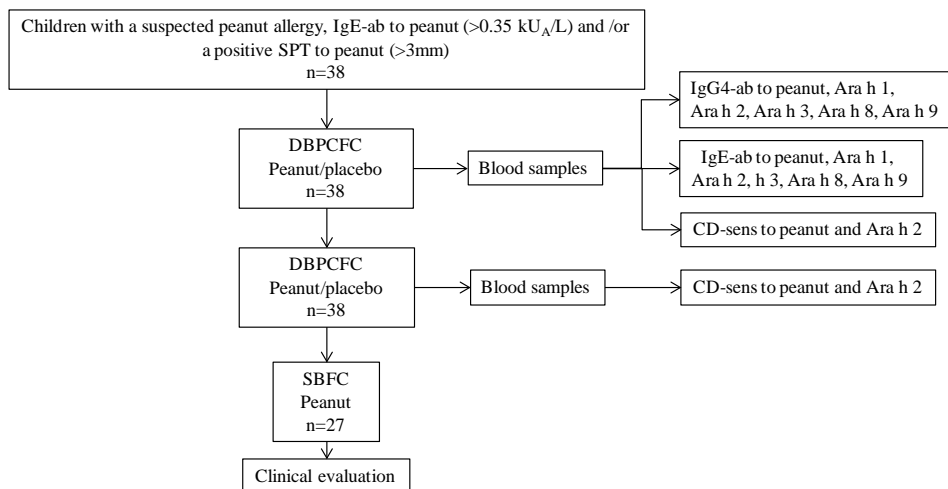 Children with a suspected peanut allergy, IgE-ab to peanut (>0.35 kUA/L) and /or
a positive SPT to peanut (>3mm)
n=38
IgG4-ab to peanut, Ara h 1,
Ara h 2, Ara h 3, Ara h 8, Ara h 9
DBPCFC
Peanut/placebo
n=38
Blood samples
IgE-ab to peanut, Ara h 1,
Ara h 2, h 3, Ara h 8, Ara h 9
CD-sens to peanut and Ara h 2
DBPCFC
Peanut/placebo
n=38
Blood samples
CD-sens to peanut and Ara h 2
SBFC
Peanut
n=27
Clinical evaluation